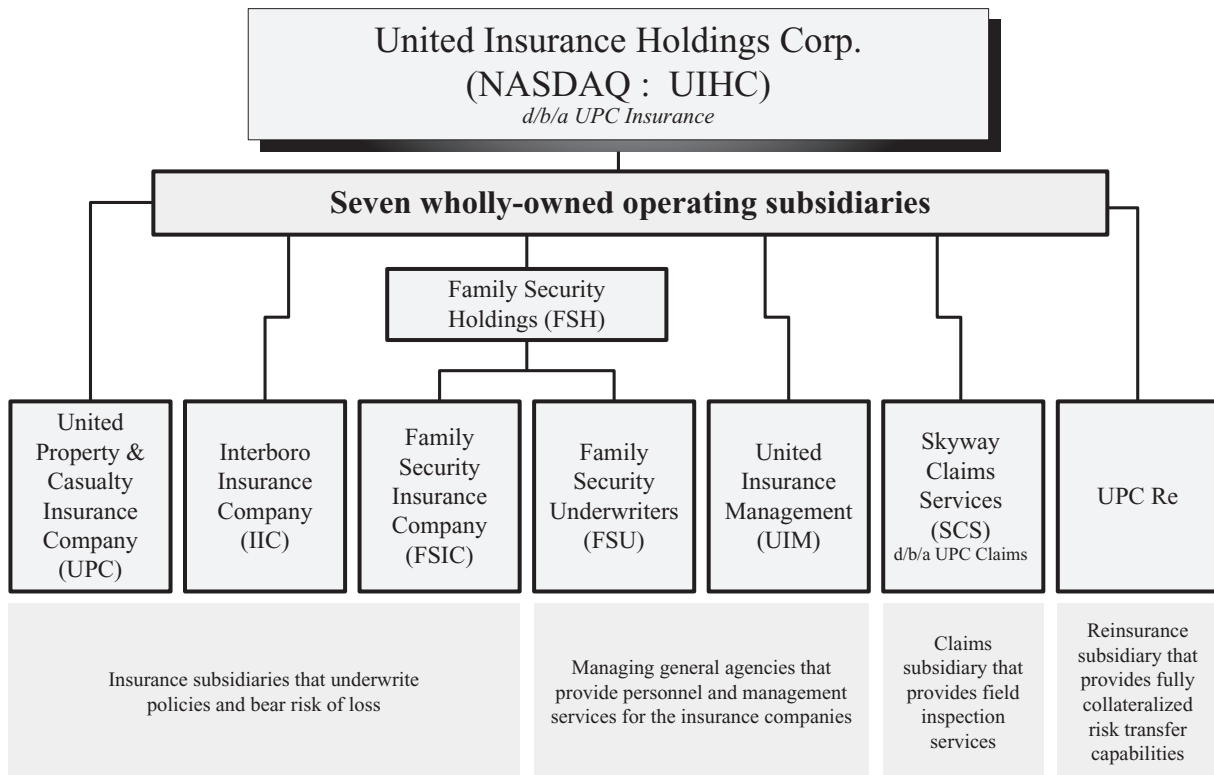 United Insurance Holdings Corp.
(NASDAQ : UIHC)
d/b/a UPC Insurance
Seven wholly-owned operating subsidiaries
Family Security
Holdings (FSH)
United
Property &
Casualty
Insurance
Company
(UPC)
Interboro
Insurance
Company
(IIC)
Family
Security
Insurance
Company
(FSIC)
Family
Security
Underwriters
(FSU)
United
Insurance
Management
(UIM)
Skyway
Claims
Services
(SCS)
d/b/a UPC Claims
UPC Re
Insurance subsidiaries that underwrite
policies and bear risk of loss
Managing general agencies that
provide personnel and management
services for the insurance companies
Claims
subsidiary that
provides field
inspection
services
Reinsurance
subsidiary that
provides fully
collateralized
risk transfer
capabilities